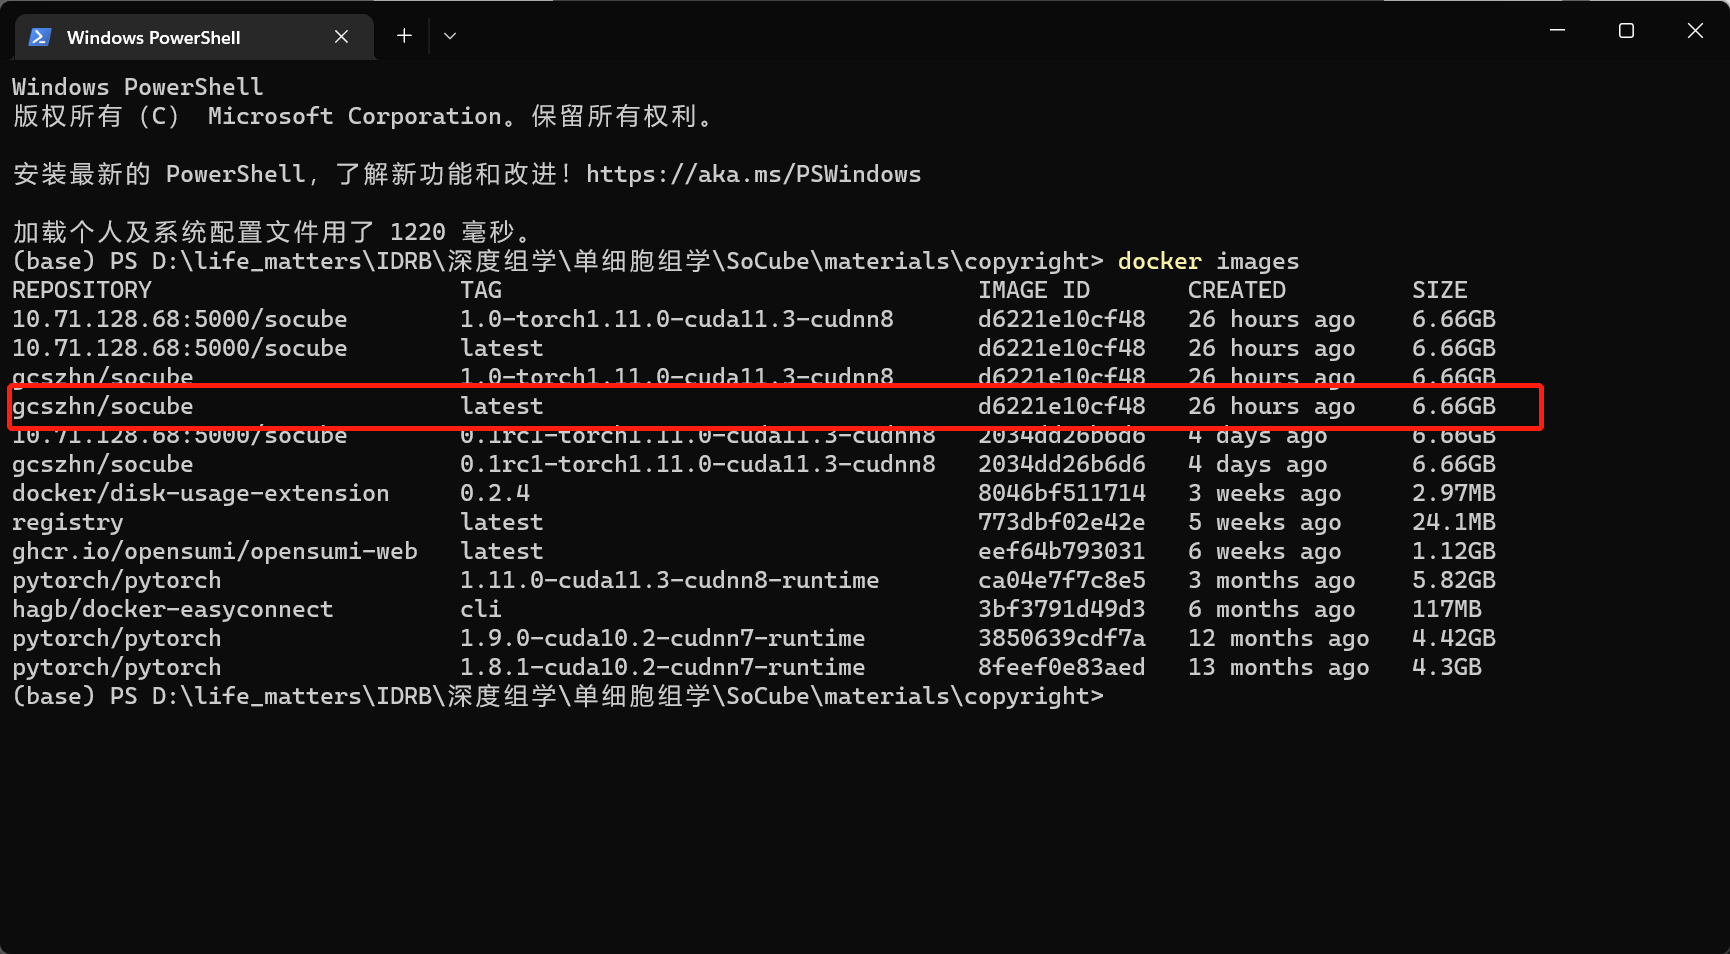 Windows PowerShell
Windows PowerShell
版权所有 (C) Microsoft Corporation。保留所有权利。
安装最新的 PowerShell，了解新功能和改进！https://aka.ms/PSWindows
加载个人及系统配置文件用了 1220 毫秒。
(base) PS D:\life_matters\IDRB\深度组学\单细胞组学\SoCube\materials\copyright> docker images
REPOSITORY TAG IMAGE ID CREATED SIZE
10.71.128.68:5000/socube 1.0-torch1.11.0-cuda11.3-cudnn8 d6221e10cf48 26 hours ago 6.66GB
10.71.128.68:5000/socube latest d6221e10cf48 26 hours ago 6.66GB
gcszhn/socube 1.0-torch1.11.0-cuda11.3-cudnn8 d6221e10cf48 26 hours ago 6.66GB
gcszhn/socube latest d6221e10cf48 26 hours ago 6.66GB
10.71.128.68:5000/socube 0.1rc1-torch1.11.0-cuda11.3-cudnn8 2034dd26b6d6 4 days ago 6.66GB
gcszhn/socube 0.1rc1-torch1.11.0-cuda11.3-cudnn8 2034dd26b6d6 4 days ago 6.66GB
docker/disk-usage-extension 0.2.4 8046bf511714 3 weeks ago 2.97MB
registry latest 773dbf02e42e 5 weeks ago 24.1MB
ghcr.io/opensumi/opensumi-web latest eef64b793031 6 weeks ago 1.12GB
pytorch/pytorch 1.11.0-cuda11.3-cudnn8-runtime ca04e7f7c8e5 3 months ago 5.82GB
hagb/docker-easyconnect cli 3bf3791d49d3 6 months ago 117MB
pytorch/pytorch 1.9.0-cuda10.2-cudnn7-runtime 3850639cdf7a 12 months ago 4.42GB
pytorch/pytorch 1.8.1-cuda10.2-cudnn7-runtime 8feef0e83aed 13 months ago 4.3GB
(base) PS D:\life_matters\IDRB\深度组学\单细胞组学\SoCube\materials\copyright>